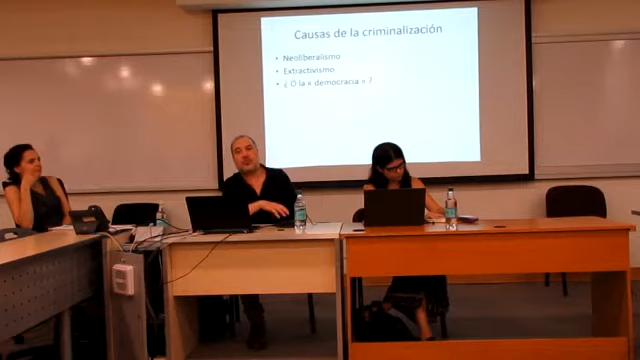 Causas de la criminalización
• Neoliberalismo
• Extractivismo
• ¿ O la « democracia » ?